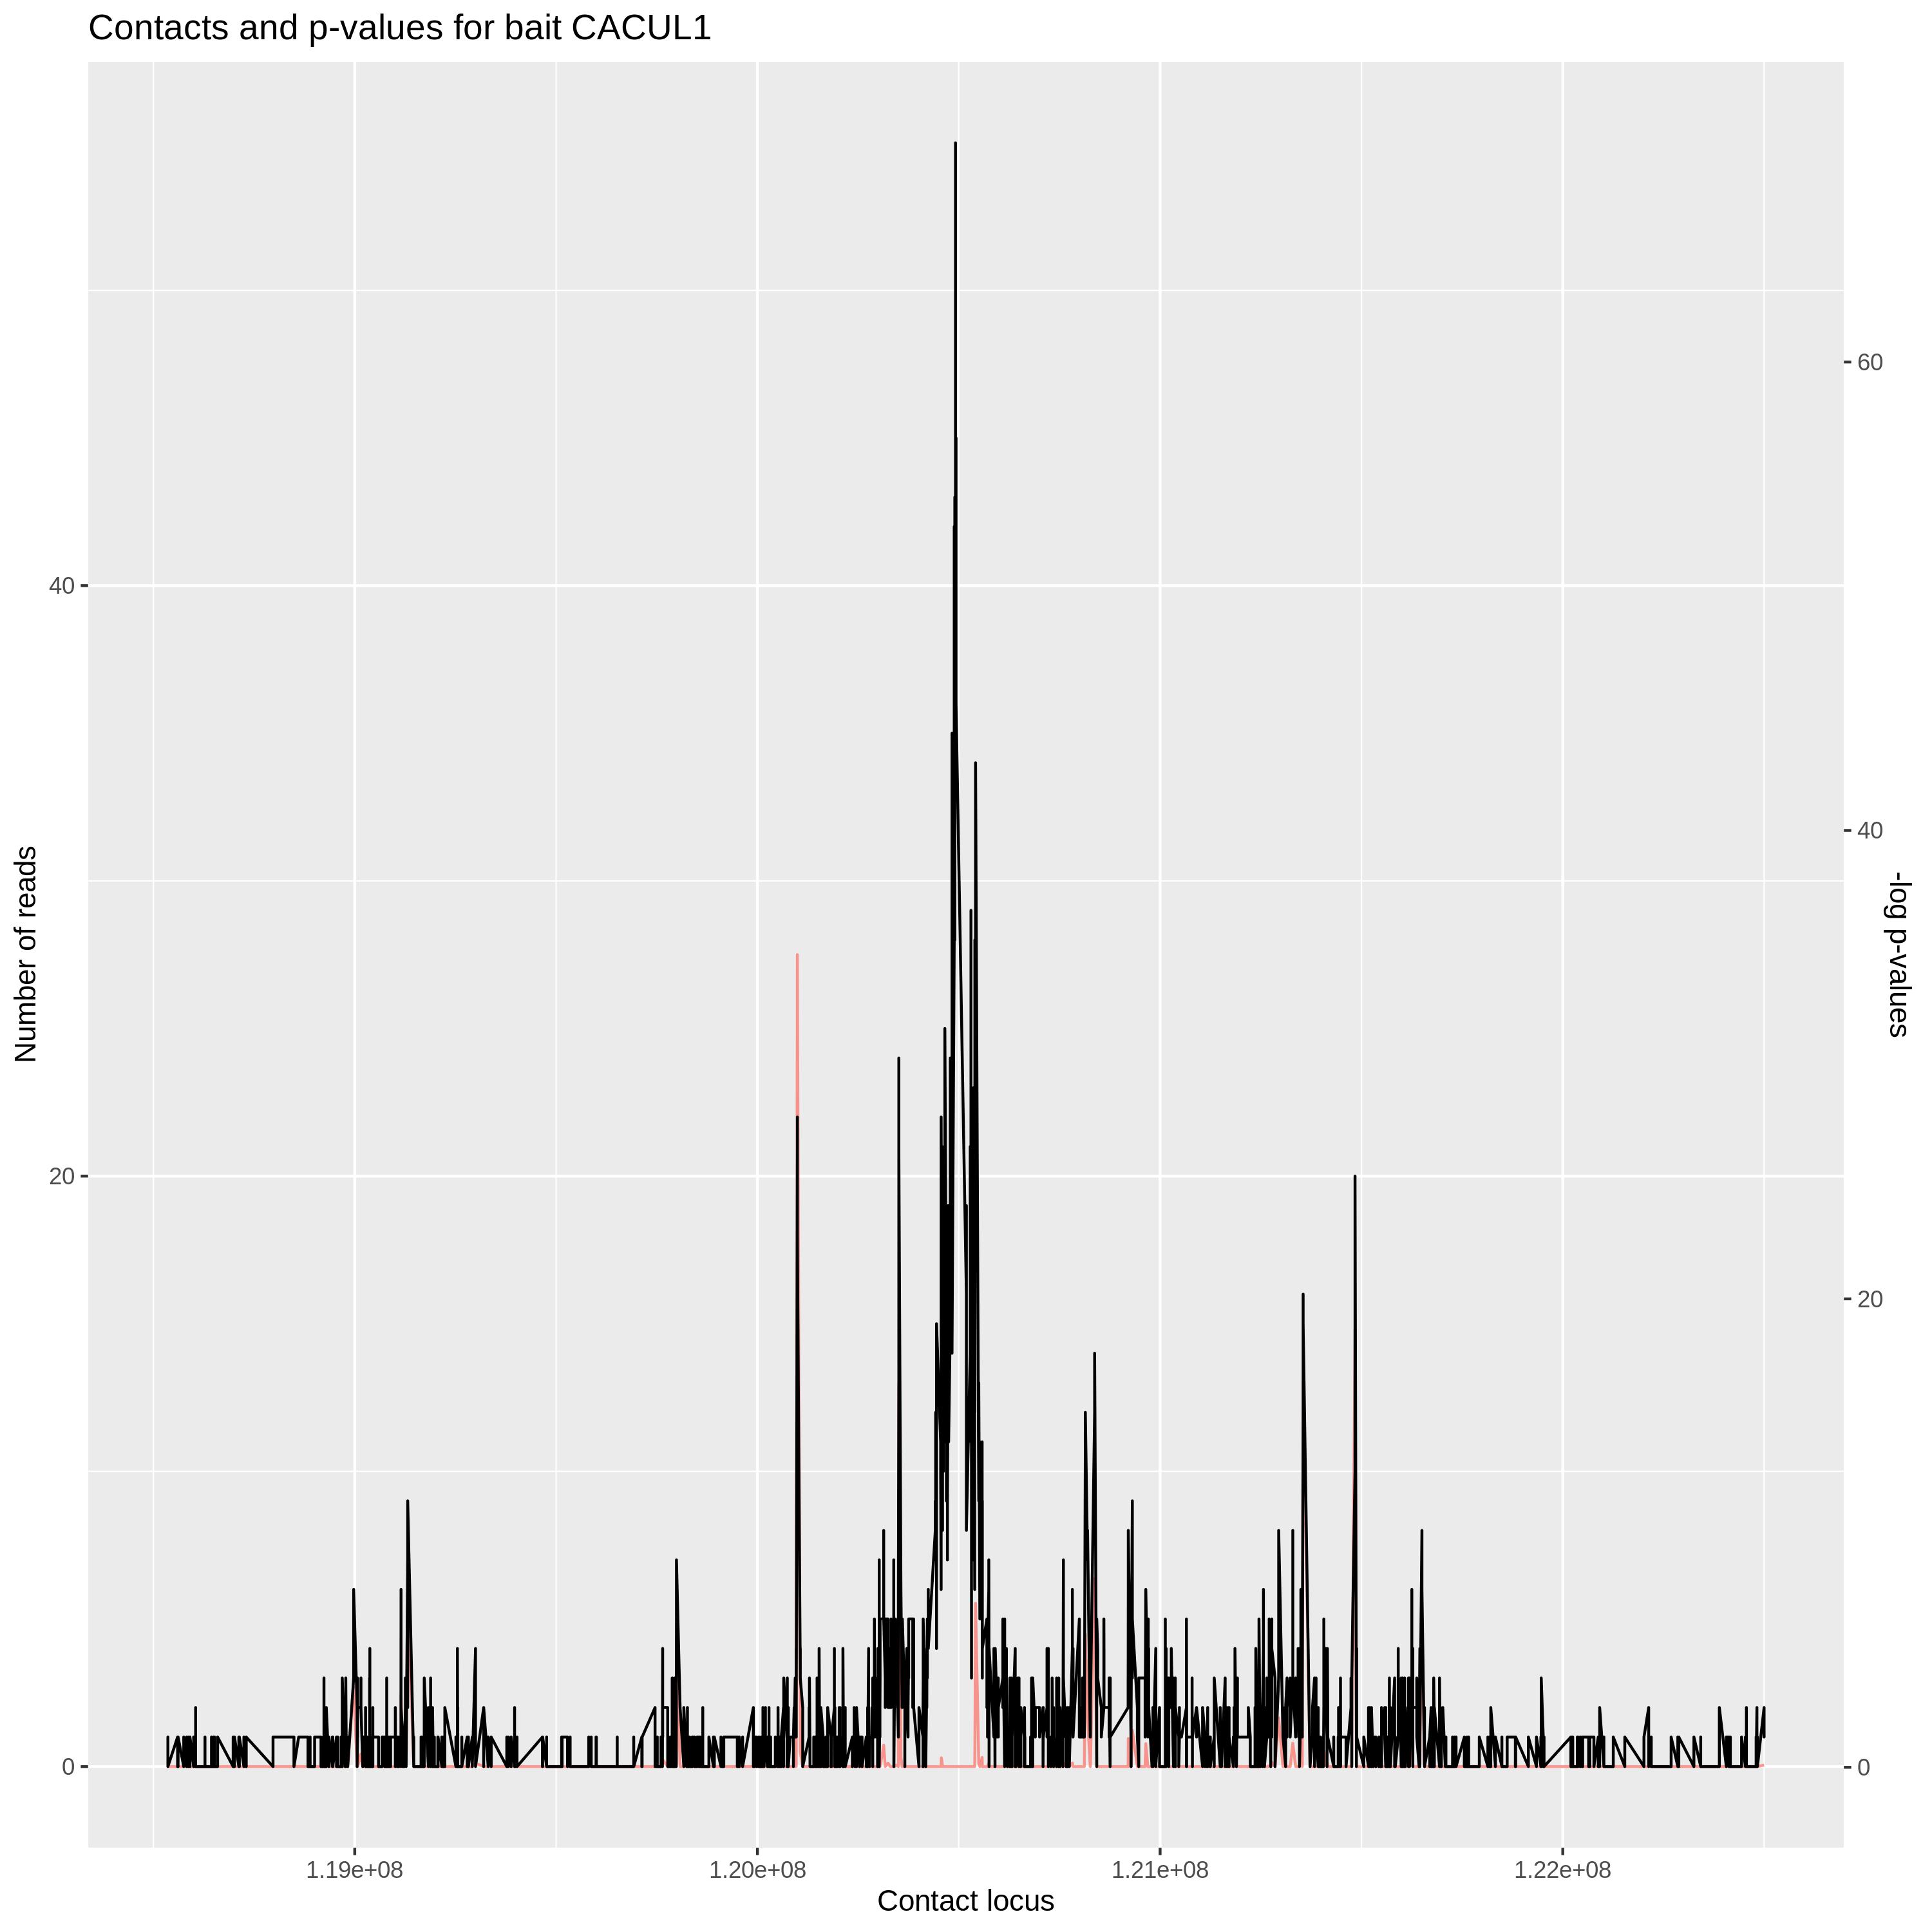 Contacts and p-values for bait CACUL1
Number of reads
40
20
0
60
40
20
0
-log p-values
1.19e+08
1.20e+08
1.21e+08
1.22e+08
Contact locus